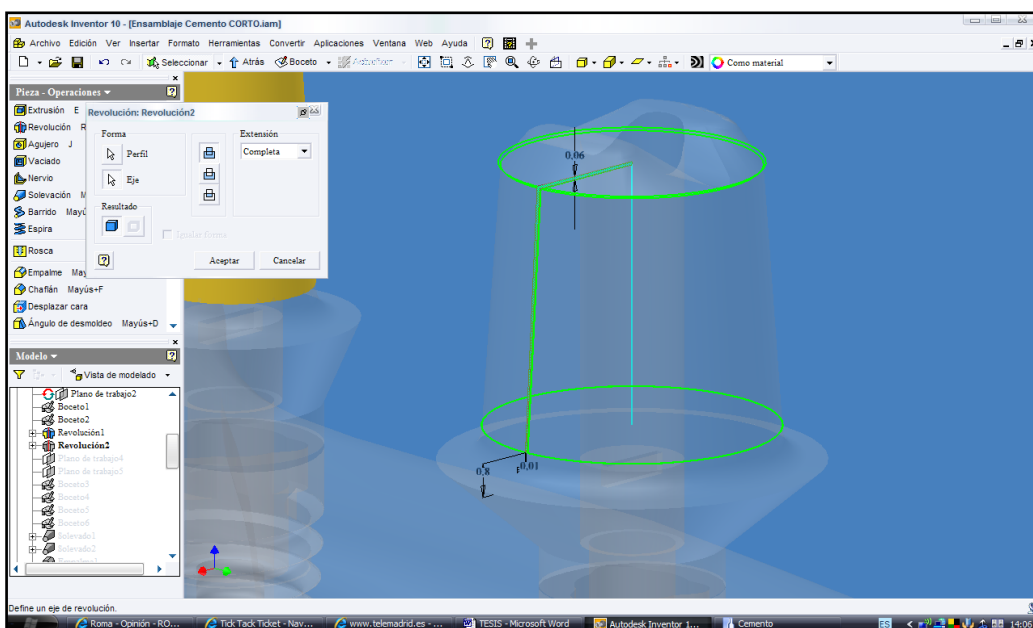 Autodesk Inventor 10 - [Ensamblaje Cemento CORTO.iam]
Archivo Edición Ver Insertar Formato Herramientas Convertir Aplicaciones Ventana Web Ayuda
Seleccionar Atrás Boceto Como material
Pieza - Operaciones
Extrusión E
Revolución R
Agujero J
Vaciado
Nervio
Solevación M
Barrido Mayú
Espira
Rosca
Empalme May
Chaflán Mayús+F
Desplazar cara
Ángulo de desmoldeo Mayús+D
Revolución: Revolución2
Forma
Perfil
Eje
Extensión
Completa
Resultado
Igualar forma
Aceptar Cancelar
0,06
0,8
0,01
Modelo
Vista de modelado
Plano de trabajo2
Boceto1
Boceto2
Revolución1
Revolución2
Plano de trabajo4
Plano de trabajo5
Boceto3
Boceto4
Boceto5
Boceto6
Solevado1
Solevado2
Define un eje de revolución.
Roma - Opinión - RO... Tick Tack Ticket - Nav... www.telemadrid.es - ... TESIS - Microsoft Word Autodesk Inventor 1... Cemento ES 14:06